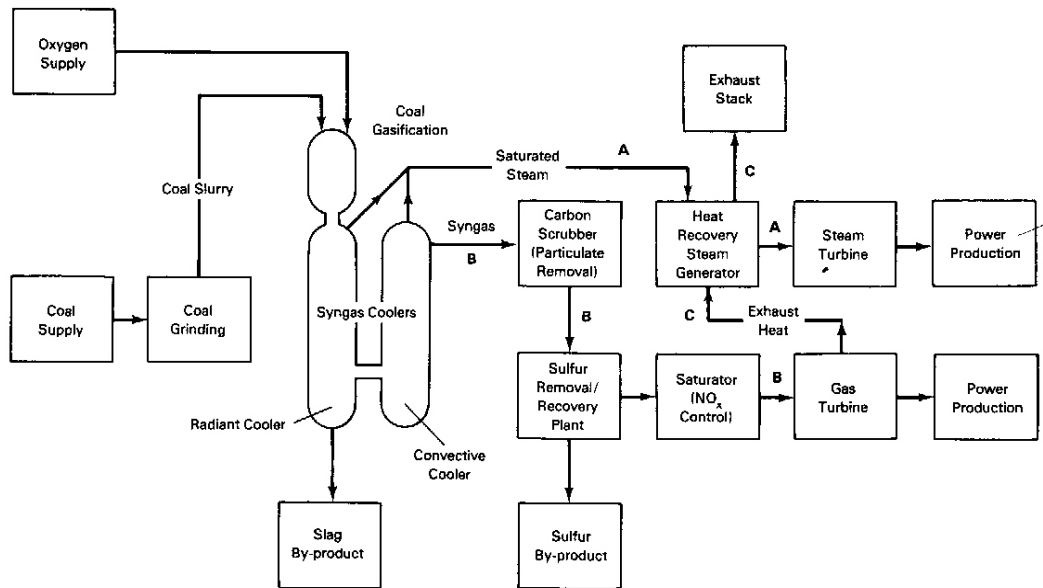 Oxygen
Supply
Exhaust
Stack
Coal
Gasification
A
Saturated
Steam
C
Coal Slurry
Syngas
B
Carbon
Scrubber
(Particulate
Removal)
Heat
Recovery
Steam
Generator
A
Steam
Turbine
Power
Production
Coal
Supply
Coal
Grinding
Syngas Coolers
B
C
Exhaust
Heat
Sulfur
Removal/
Recovery
Plant
Saturator
(NOx
Control)
B
Gas
Turbine
Power
Production
Radiant Cooler
Convective
Cooler
Slag
By-product
Sulfur
By-product